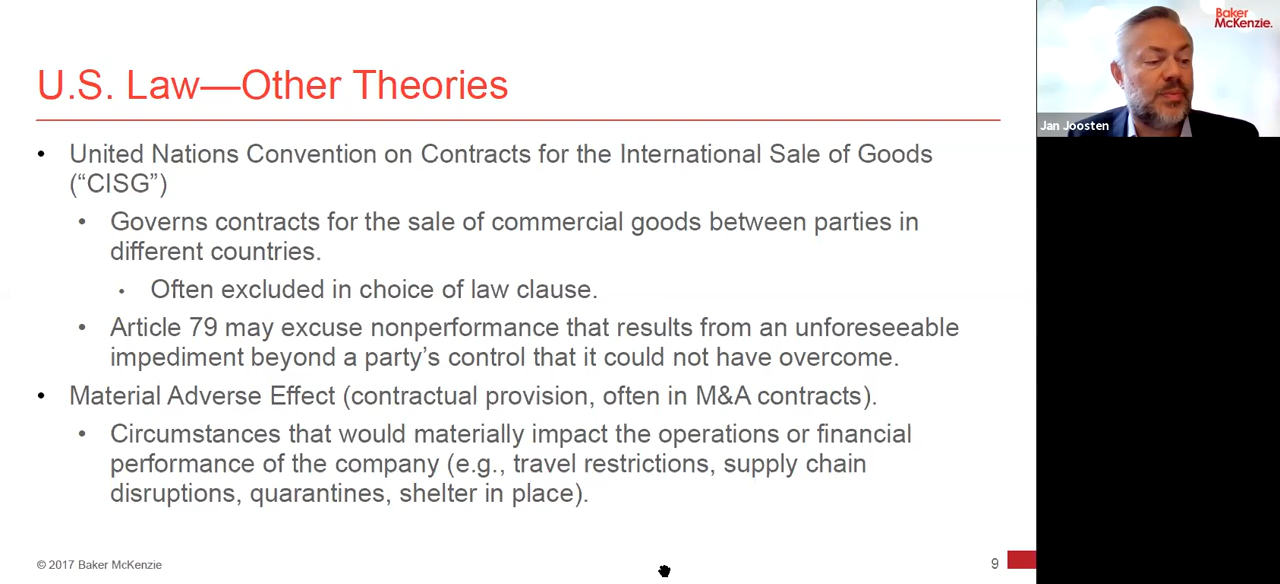 U.S. Law—Other Theories
• United Nations Convention on Contracts for the International Sale of Goods
(“CISG”)
• Governs contracts for the sale of commercial goods between parties in
different countries.
• Often excluded in choice of law clause.
• Article 79 may excuse nonperformance that results from an unforeseeable
impediment beyond a party’s control that it could not have overcome.
• Material Adverse Effect (contractual provision, often in M&A contracts).
• Circumstances that would materially impact the operations or financial
performance of the company (e.g., travel restrictions, supply chain
disruptions, quarantines, shelter in place).
© 2017 Baker McKenzie
9
Baker
McKenzie.
Jan Joosten